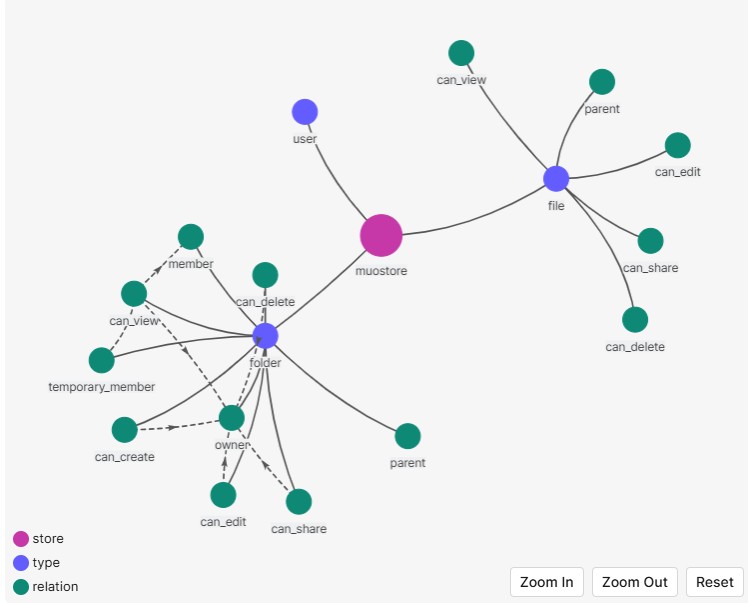 can_view
parent
user
can_edit
file
member
muostore
can_share
can_delete
can_view
can_delete
folder
temporary_member
owner
can_create
parent
can_edit
can_share
store
type
relation
Zoom In
Zoom Out
Reset